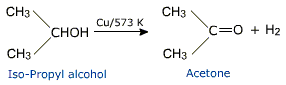 CH3 CH3
CHOH Cu/573 K C=O + H2
CH3 CH3
Iso-Propyl alcohol Acetone